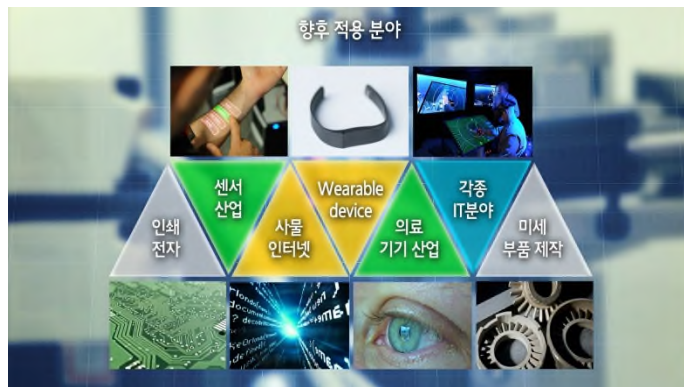 향후 적용 분야
인쇄
전자
센서
산업
사물
인터넷
Wearable
device
의료
기기 산업
각종
IT분야
미세
부품 제작